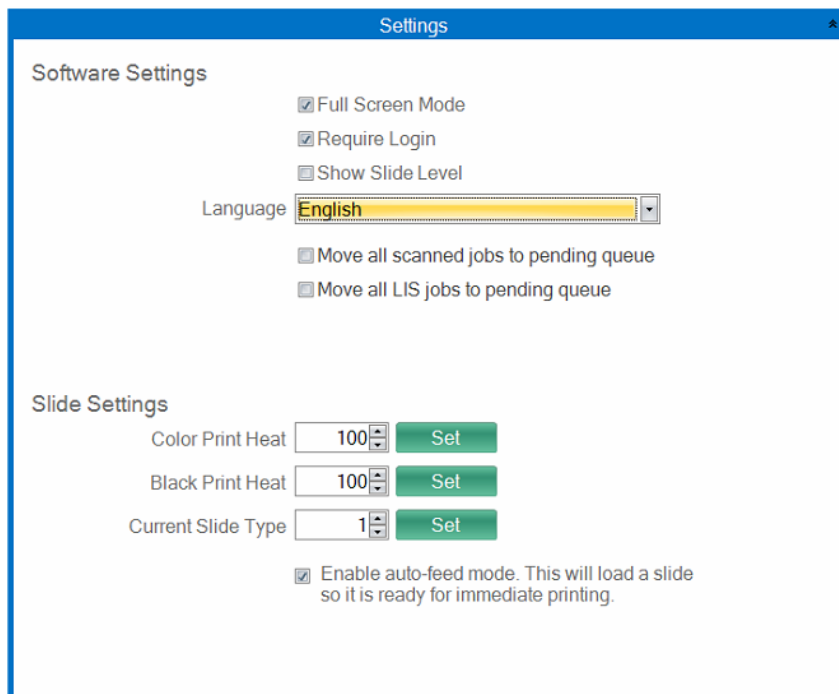 Settings
Software Settings
Full Screen Mode
Require Login
Show Slide Level
Language English
Move all scanned jobs to pending queue
Move all LIS jobs to pending queue
Slide Settings
Color Print Heat 100 Set
Black Print Heat 100 Set
Current Slide Type 1 Set
Enable auto-feed mode. This will load a slide
so it is ready for immediate printing.